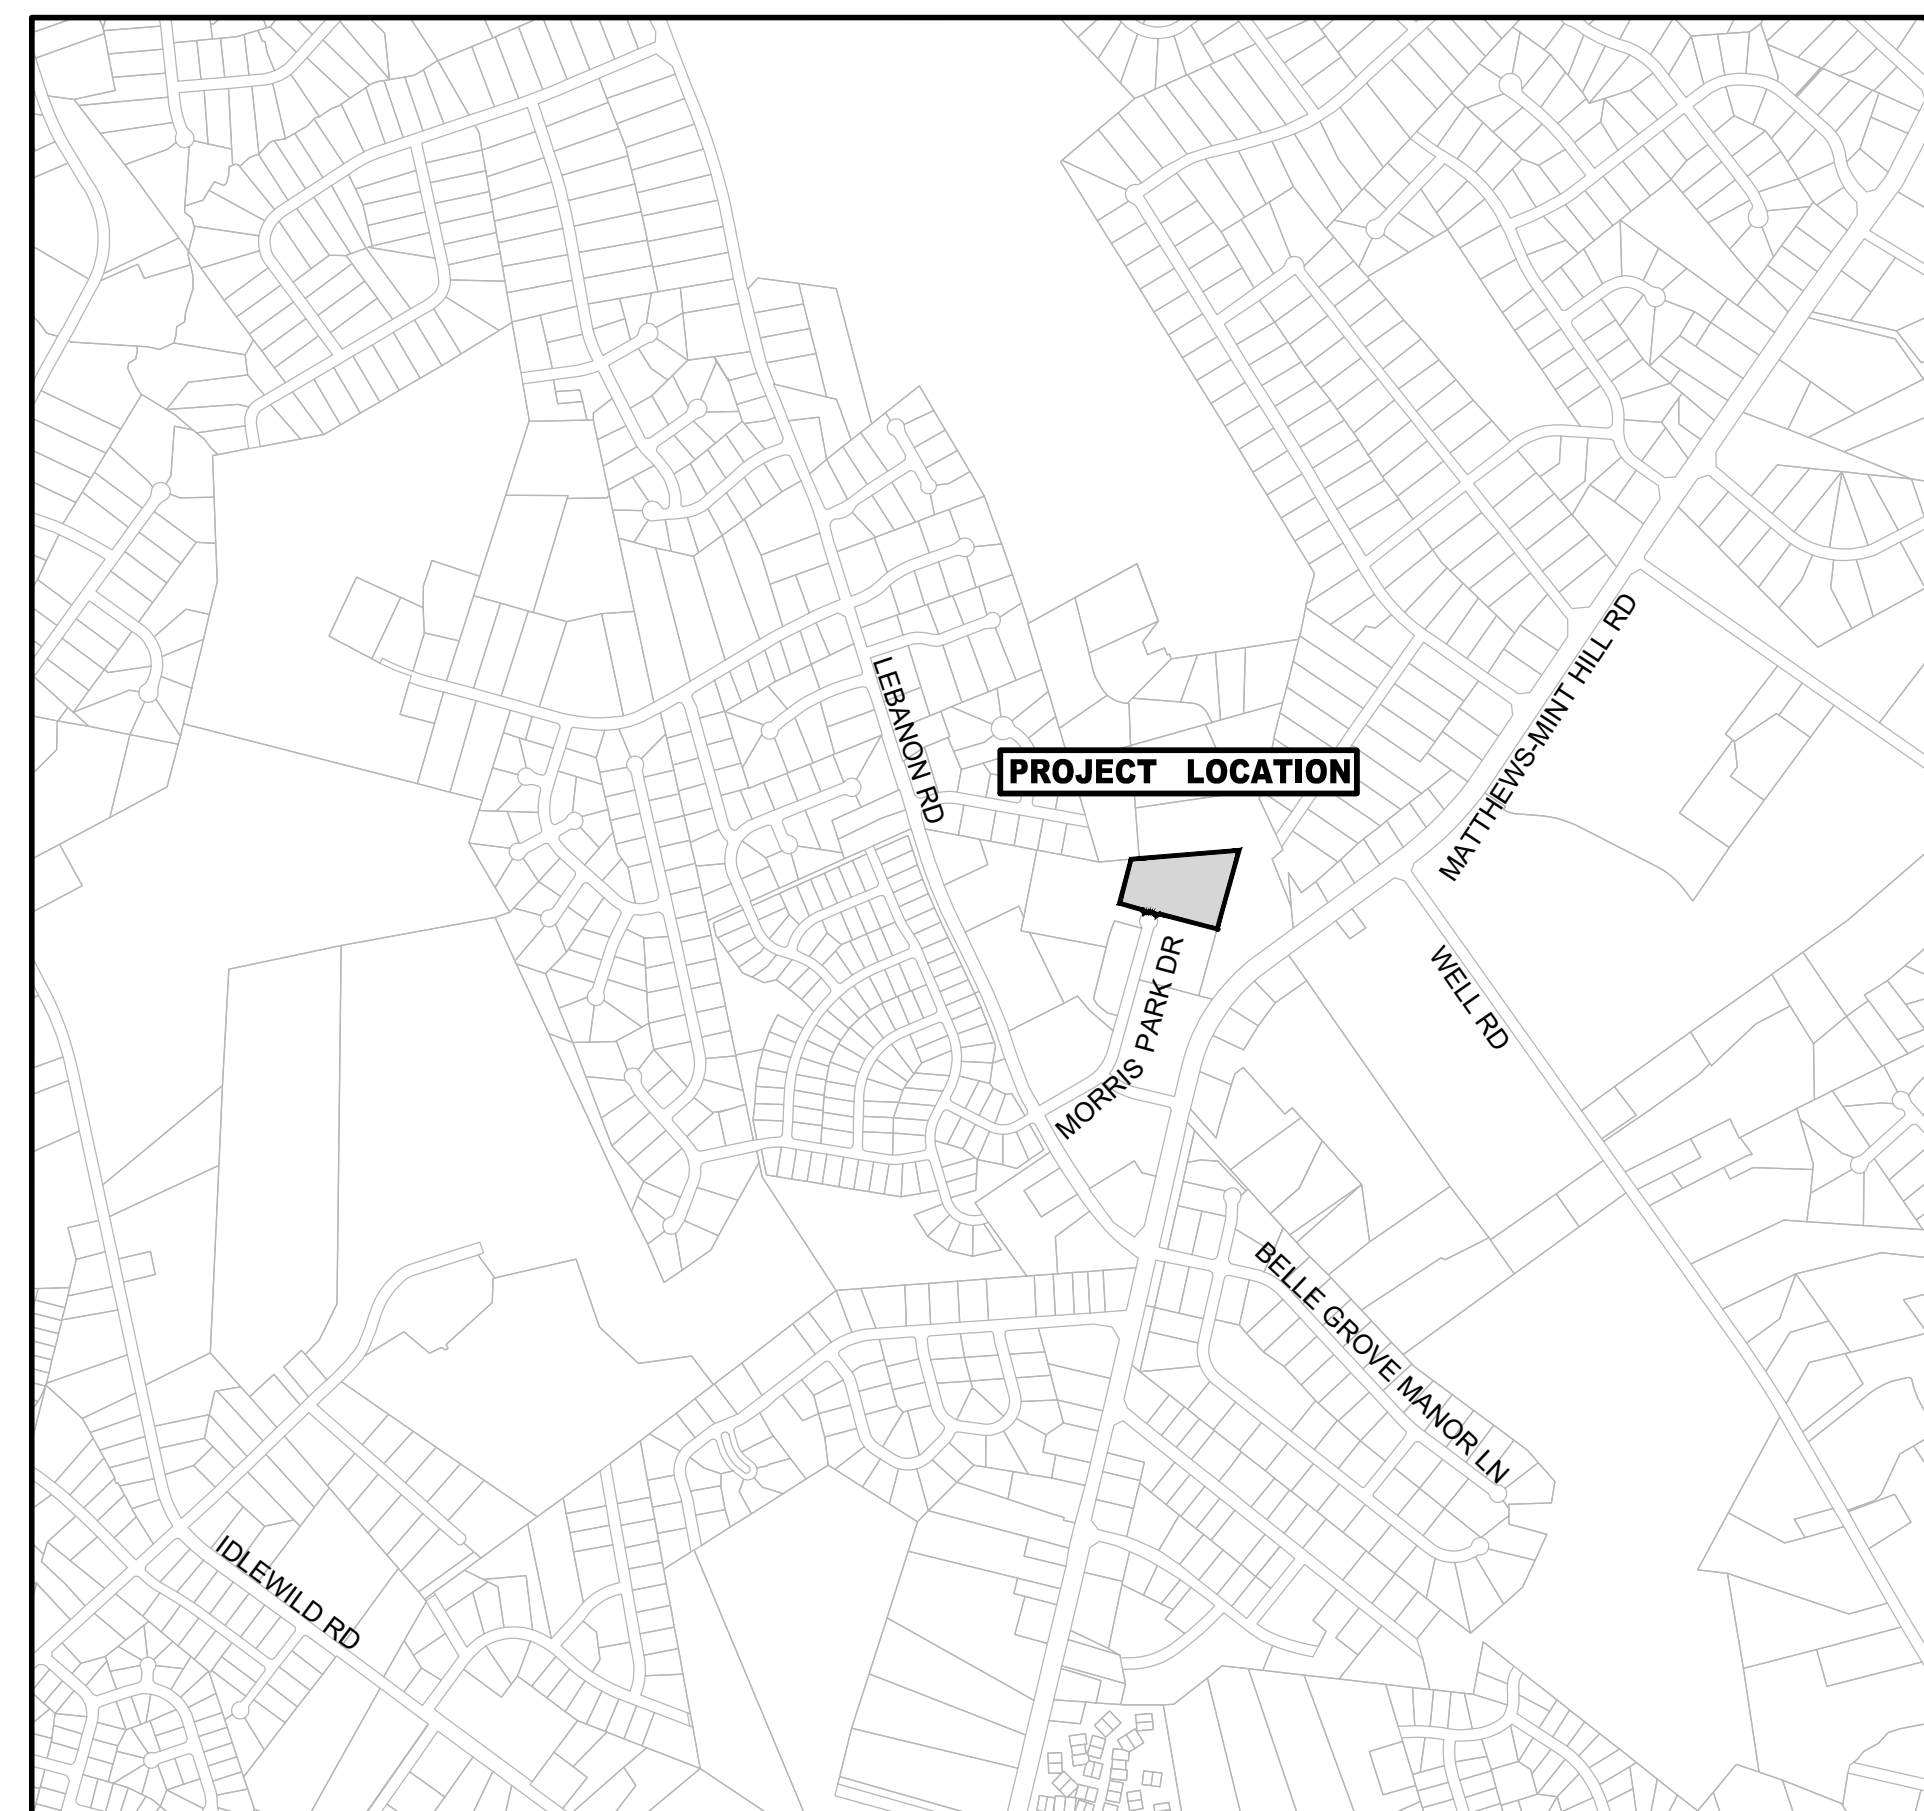 MATTHEWS-MINT HILL RD
LEBANON RD
PROJECT LOCATION
MORRIS PARK DR
WELL RD
BELLE GROVE MANOR LN
IDLEWILD RD